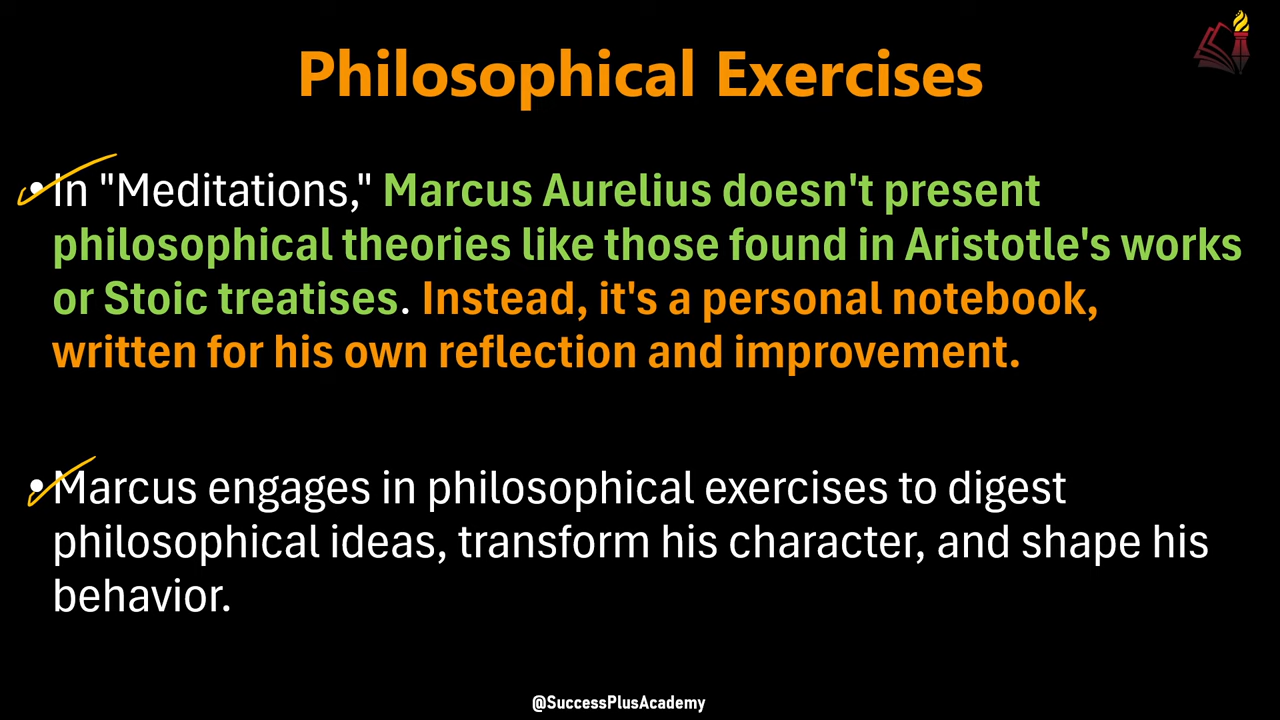 Philosophical Exercises
• In "Meditations," Marcus Aurelius doesn't present
philosophical theories like those found in Aristotle's works
or Stoic treatises. Instead, it's a personal notebook,
written for his own reflection and improvement.
• Marcus engages in philosophical exercises to digest
philosophical ideas, transform his character, and shape his
behavior.
@SuccessPlusAcademy